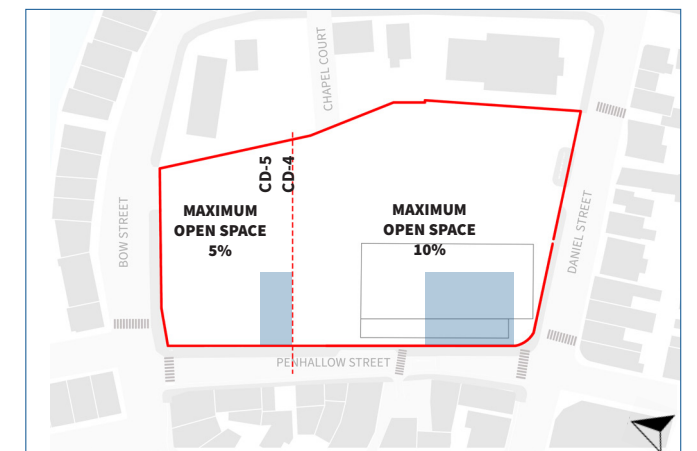 CHAPEL COURT
CD-5
CD-4
MAXIMUM
OPEN SPACE
5%
MAXIMUM
OPEN SPACE
10%
BOW STREET
DANIEL STREET
PENHALLOW STREET